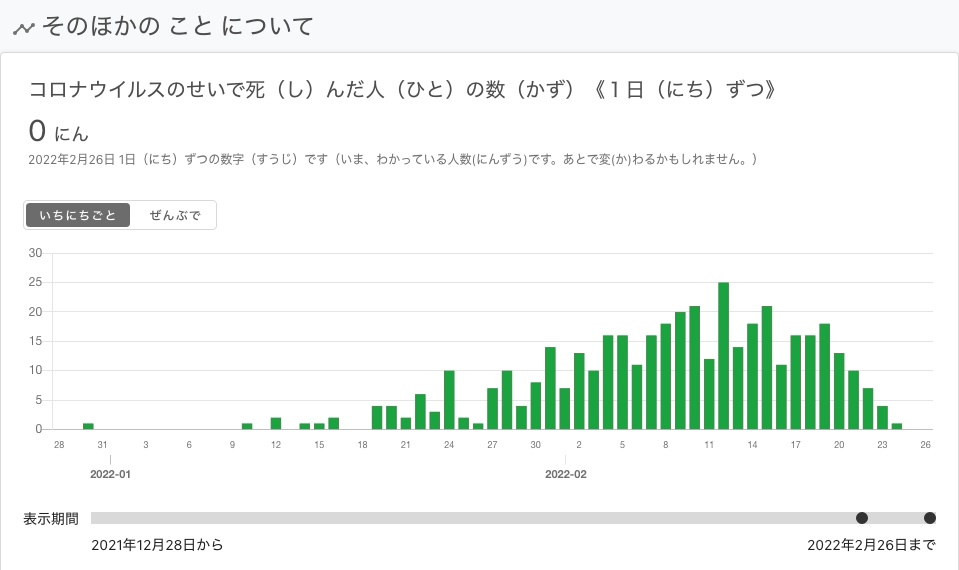 そのほかの こと について
コロナウイルスのせいで死（し）んだ人（ひと）の数（かず）《１日（にち）ずつ》
0 にん
2022年2月26日 1日（にち）ずつの数字（すうじ）です（いま、わかっている人数(にんずう)です。あとで変(か)わるかもしれません。）
いちにちごと ぜんぶで
30
25
20
15
10
5
0
28 31 3 6 9 12 15 18 21 24 27 30 2 5 8 11 14 17 20 23 26
2022-01 2022-02
表示期間
2021年12月28日から 2022年2月26日まで